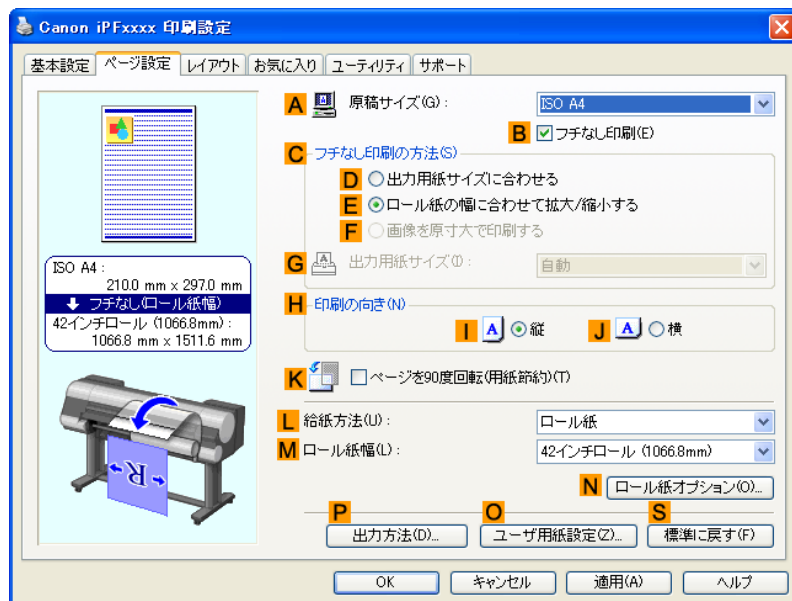 Canon iPFxxxx 印刷設定
基本設定 ページ設定 レイアウト お気に入り ユーティリティ サポート
A 原稿サイズ(G): ISO A4
B フチなし印刷(E)
C フチなし印刷の方法(S)
D 出力用紙サイズに合わせる
E ロール紙の幅に合わせて拡大/縮小する
F 画像を原寸大で印刷する
G 出力用紙サイズ(I): 自動
ISO A4:
210.0 mm x 297.0 mm
フチなし(ロール紙幅)
42インチロール (1066.8mm):
1066.8 mm x 1511.6 mm
H 印刷の向き(N)
I A 縦 J A 横
K ページを90度回転(用紙節約)(T)
L 給紙方法(U): ロール紙
M ロール紙幅(L): 42インチロール (1066.8mm)
R
N ロール紙オプション(O)...
P O S
出力方法(D)... ユーザ用紙設定(Z)... 標準に戻す(F)
OK キャンセル 適用(A) ヘルプ